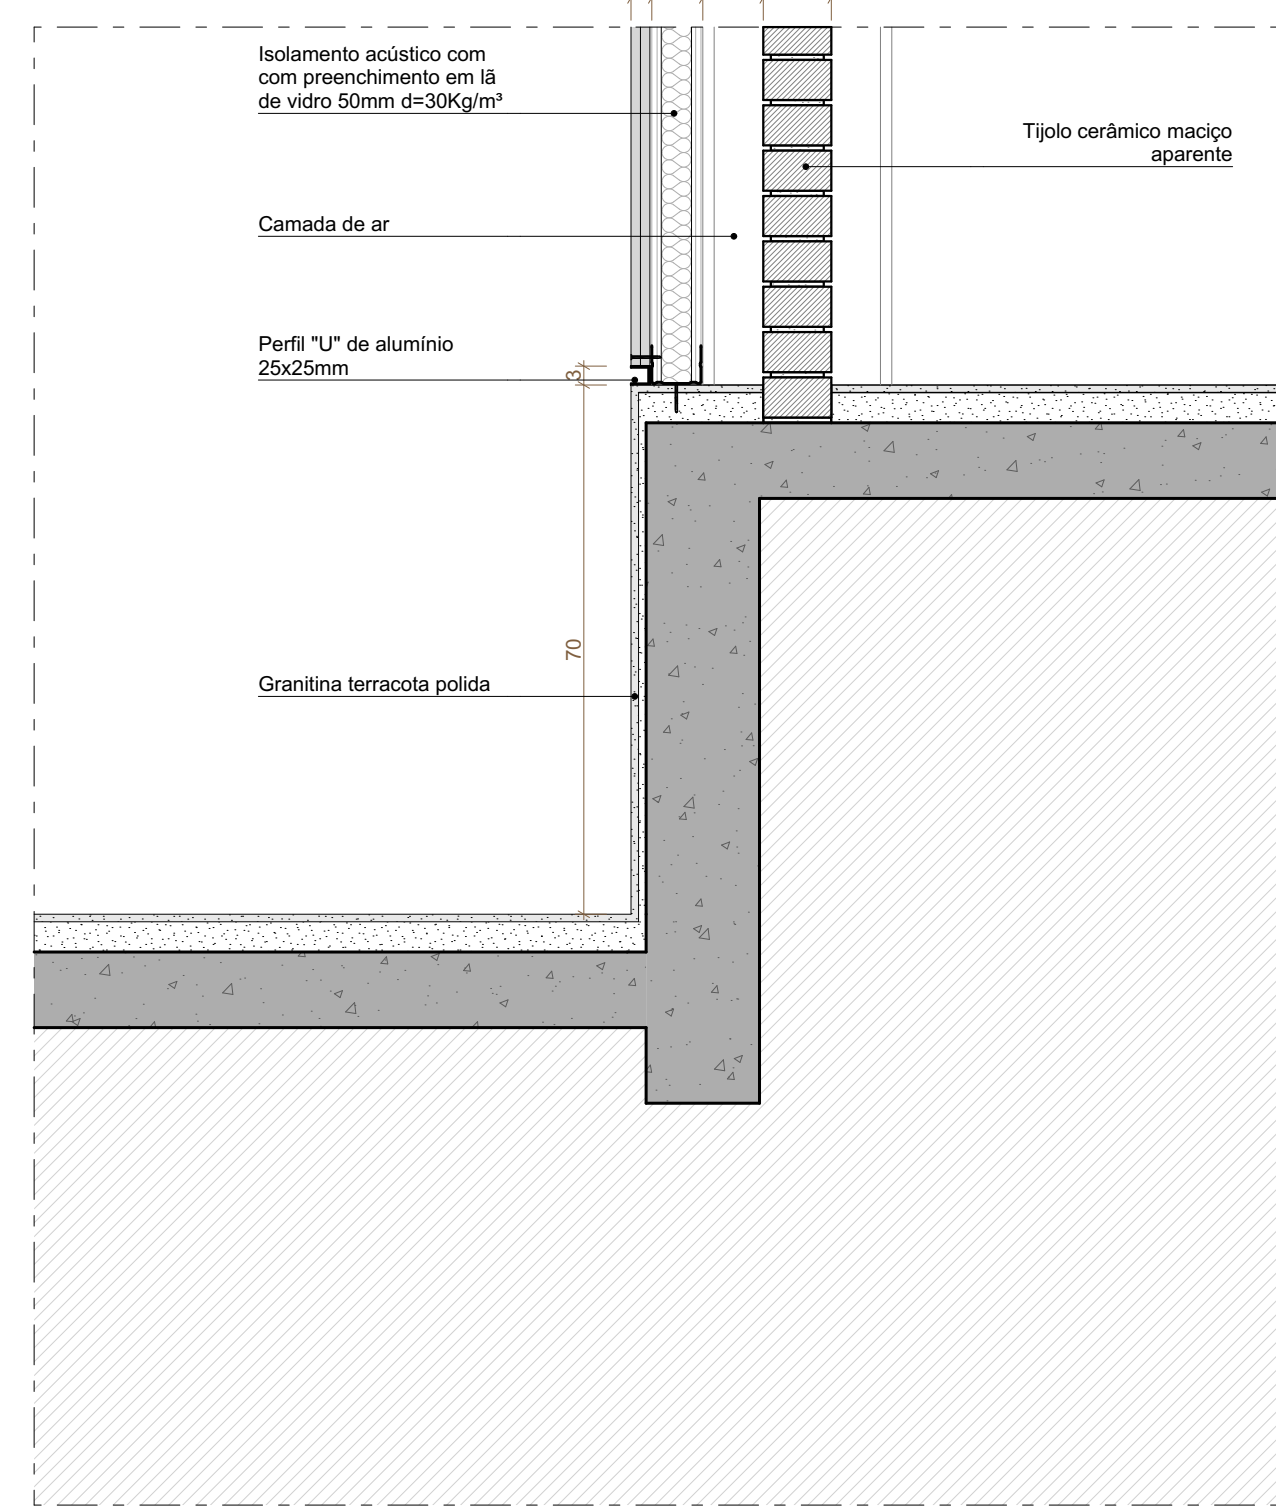 Isolamento acústico com
com preenchimento em lã
de vidro 50mm d=30Kg/m³
Tijolo cerâmico maciço
aparente
Camada de ar
Perfil "U" de alumínio
25x25mm
3
70
Granitina terracota polida